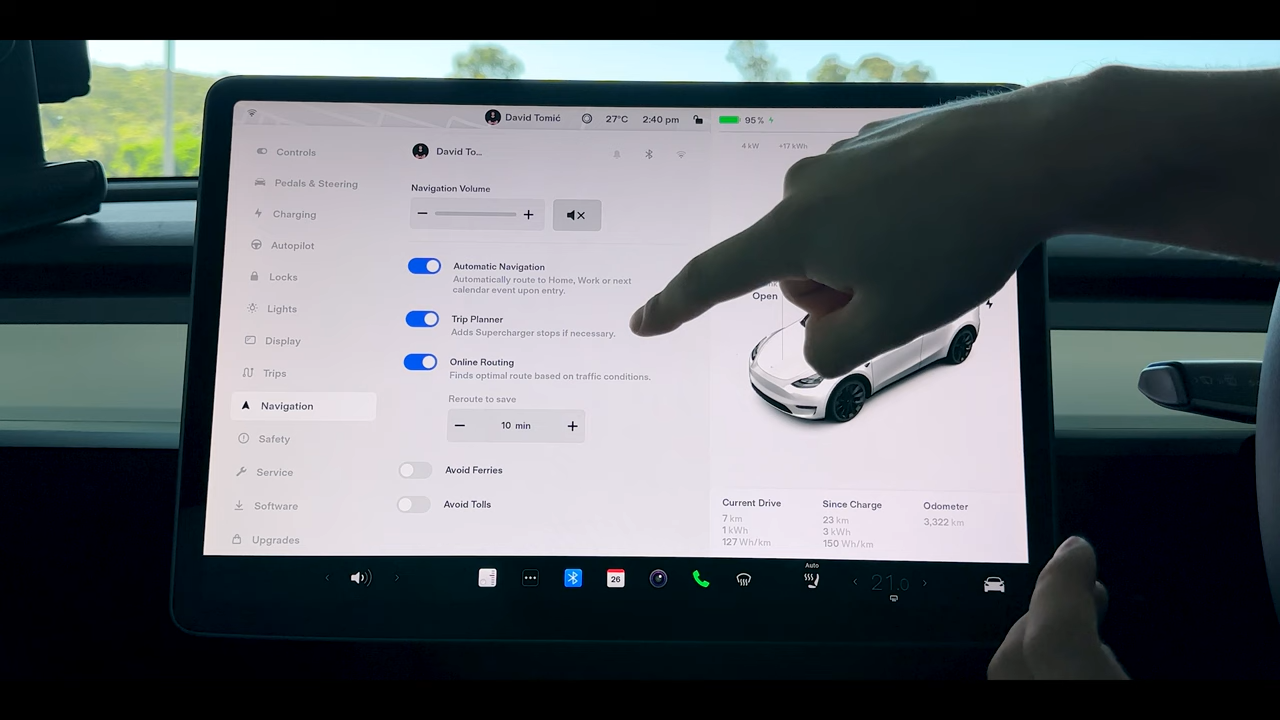 David Tomić
27°C
2:40 pm
95%
Controls
Pedals & Steering
Charging
Autopilot
Locks
Lights
Display
Trips
Navigation
Safety
Service
Software
Upgrades
David To...
Navigation Volume
Automatic Navigation
Automatically route to Home, Work or next
calendar event upon entry.
Trip Planner
Adds Supercharger stops if necessary.
Online Routing
Finds optimal route based on traffic conditions.
Reroute to save
10 min
Avoid Ferries
Avoid Tolls
4 kW
+17 kWh
Open
Current Drive
7 km
1 kWh
127 Wh/km
Since Charge
23 km
3 kWh
150 Wh/km
Odometer
3,322 km
26
Auto
21.0